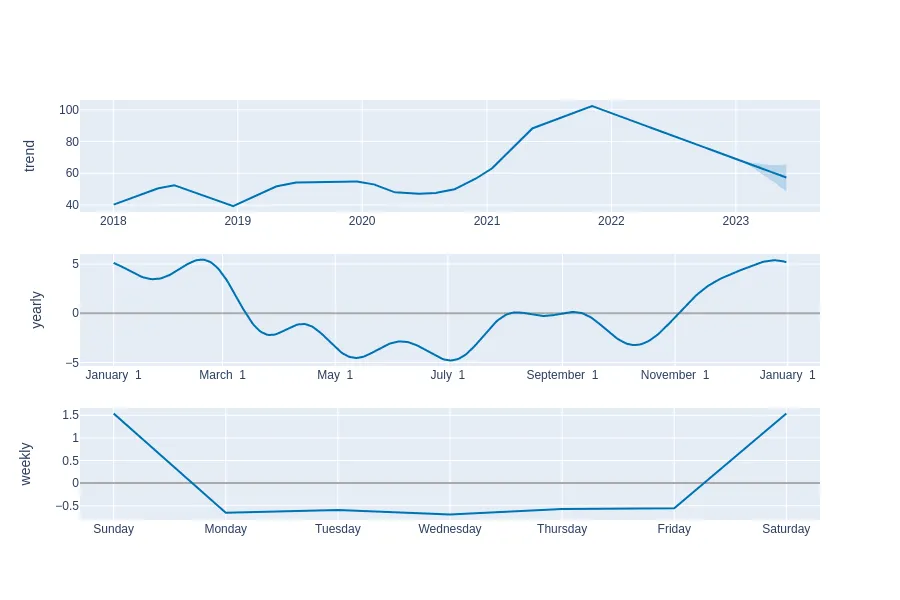 trend
100
80
60
40
2018 2019 2020 2021 2022 2023
yearly
5
0
−5
January 1 March 1 May 1 July 1 September 1 November 1 January 1
weekly
1.5
1
0.5
0
−0.5
Sunday Monday Tuesday Wednesday Thursday Friday Saturday